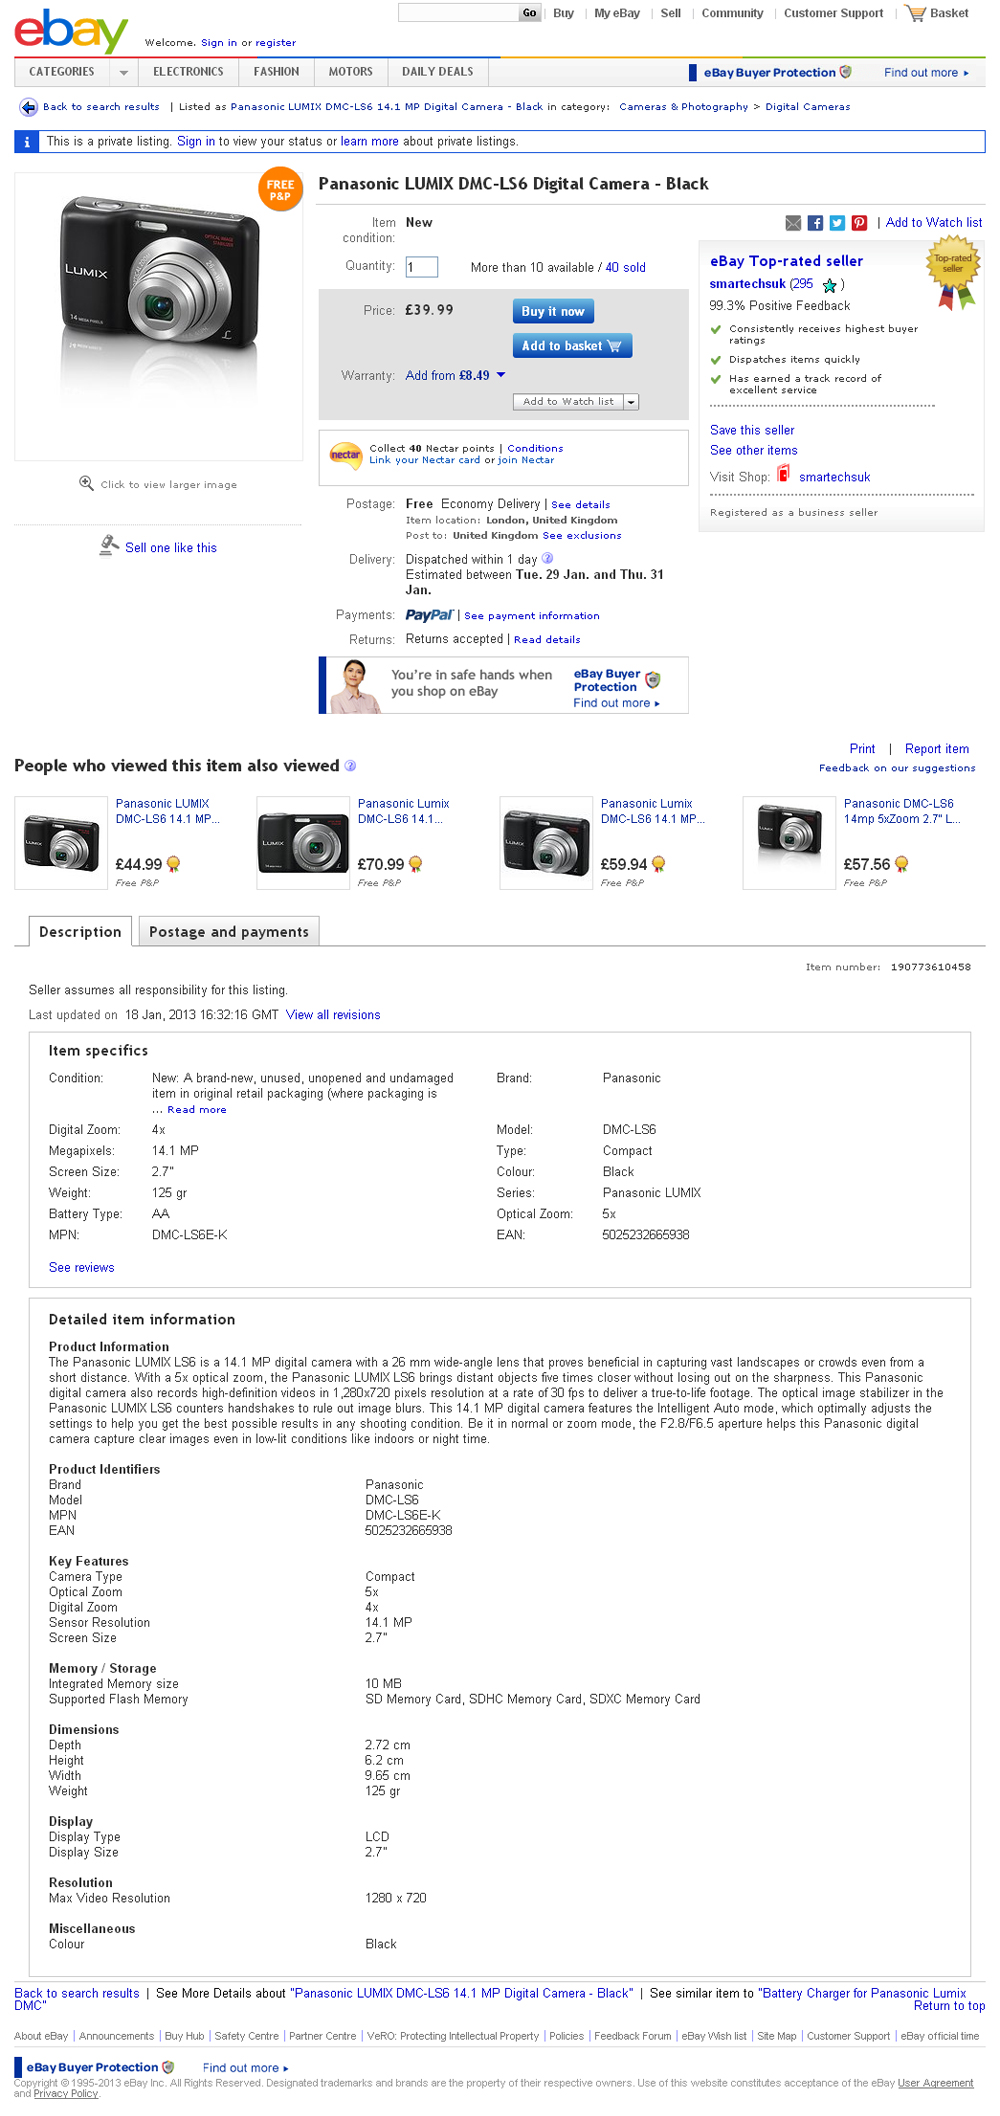 Go
Buy
My eBay
Sell
Community
Customer Support
Basket
ebay
Welcome. Sign in or register
CATEGORIES
ELECTRONICS
FASHION
MOTORS
DAILY DEALS
eBay Buyer Protection
Find out more
Back to search results | Listed as Panasonic LUMIX DMC-LS6 14.1 MP Digital Camera - Black in category: Cameras & Photography > Digital Cameras
This is a private listing. Sign in to view your status or learn more about private listings.
FREE
P&P
LUMIX
Click to view larger image
Sell one like this
Panasonic LUMIX DMC-LS6 Digital Camera - Black
Item condition: New
Quantity: 1 More than 10 available / 40 sold
Price: £39.99
Buy it now
Add to basket
Warranty: Add from £8.49
Add to Watch list
nectar
Collect 40 Nectar points | Conditions
Link your Nectar card or join Nectar
Postage: Free Economy Delivery | See details
Item location: London, United Kingdom
Post to: United Kingdom See exclusions
Delivery: Dispatched within 1 day
Estimated between Tue. 29 Jan. and Thu. 31
Jan.
Payments: PayPal | See payment information
Returns: Returns accepted | Read details
You're in safe hands when
you shop on eBay
eBay Buyer
Protection
Find out more
| Add to Watch list
eBay Top-rated seller
Top-rated
seller
smartechsuk (295 )
99.3% Positive Feedback
Consistently receives highest buyer
ratings
Dispatches items quickly
Has earned a track record of
excellent service
Save this seller
See other items
Visit Shop: smartechsuk
Registered as a business seller
Print | Report item
People who viewed this item also viewed
Feedback on our suggestions
Panasonic LUMIX
DMC-LS6 14.1 MP...
£44.99
Free P&P
Panasonic Lumix
DMC-LS6 14.1...
£70.99
Free P&P
Panasonic Lumix
DMC-LS6 14.1 MP...
£59.94
Free P&P
Panasonic DMC-LS6
14mp 5xZoom 2.7" L...
£57.56
Free P&P
Description
Postage and payments
Item number: 190773610458
Seller assumes all responsibility for this listing.
Last updated on 18 Jan, 2013 16:32:16 GMT View all revisions
Item specifics
Condition: New: A brand-new, unused, unopened and undamaged
item in original retail packaging (where packaging is
... Read more
Brand: Panasonic
Digital Zoom: 4x
Model: DMC-LS6
Megapixels: 14.1 MP
Type: Compact
Screen Size: 2.7"
Colour: Black
Weight: 125 gr
Series: Panasonic LUMIX
Battery Type: AA
Optical Zoom: 5x
MPN: DMC-LS6E-K
EAN: 5025232665938
See reviews
Detailed item information
Product Information
The Panasonic LUMIX LS6 is a 14.1 MP digital camera with a 26 mm wide-angle lens that proves beneficial in capturing vast landscapes or crowds even from a
short distance. With a 5x optical zoom, the Panasonic LUMIX LS6 brings distant objects five times closer without losing out on the sharpness. This Panasonic
digital camera also records high-definition videos in 1,280x720 pixels resolution at a rate of 30 fps to deliver a true-to-life footage. The optical image stabilizer in the
Panasonic LUMIX LS6 counters handshakes to rule out image blurs. This 14.1 MP digital camera features the Intelligent Auto mode, which optimally adjusts the
settings to help you get the best possible results in any shooting condition. Be it in normal or zoom mode, the F2.8/F6.5 aperture helps this Panasonic digital
camera capture clear images even in low-lit conditions like indoors or night time.
Product Identifiers
Brand Panasonic
Model DMC-LS6
MPN DMC-LS6E-K
EAN 5025232665938
Key Features
Camera Type Compact
Optical Zoom 5x
Digital Zoom 4x
Sensor Resolution 14.1 MP
Screen Size 2.7"
Memory / Storage
Integrated Memory size 10 MB
Supported Flash Memory SD Memory Card, SDHC Memory Card, SDXC Memory Card
Dimensions
Depth 2.72 cm
Height 6.2 cm
Width 9.65 cm
Weight 125 gr
Display
Display Type LCD
Display Size 2.7"
Resolution
Max Video Resolution 1280 x 720
Miscellaneous
Colour Black
Back to search results | See More Details about "Panasonic LUMIX DMC-LS6 14.1 MP Digital Camera - Black" | See similar item to "Battery Charger for Panasonic Lumix
DMC"
Return to top
About eBay | Announcements | Buy Hub | Safety Centre | Partner Centre | VeRO: Protecting Intellectual Property | Policies | Feedback Forum | eBay Wish list | Site Map | Customer Support | eBay official time
eBay Buyer Protection
Find out more
Copyright © 1995-2013 eBay Inc. All Rights Reserved. Designated trademarks and brands are the property of their respective owners. Use of this website constitutes acceptance of the eBay User Agreement
and Privacy Policy.